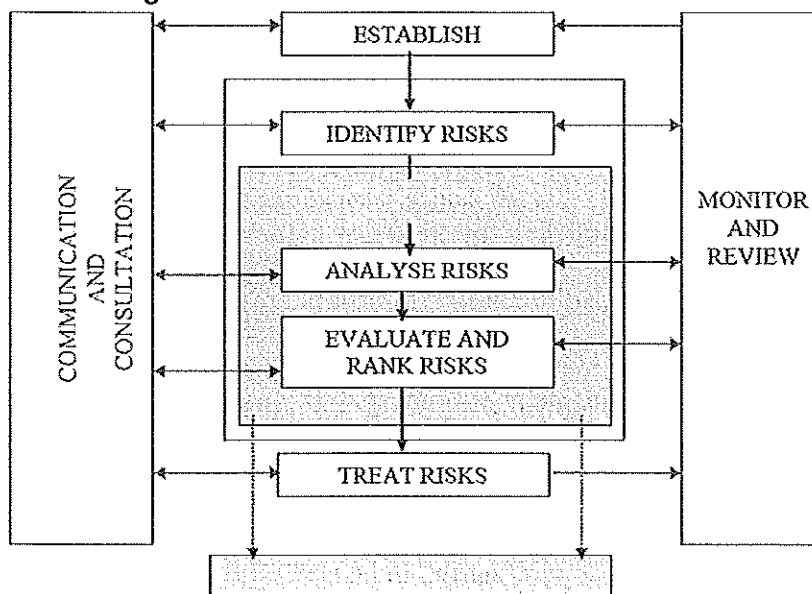 ESTABLISH
IDENTIFY RISKS
ANALYSE RISKS
EVALUATE AND
RANK RISKS
TREAT RISKS
COMMUNICATION
AND
CONSULTATION
MONITOR
AND
REVIEW